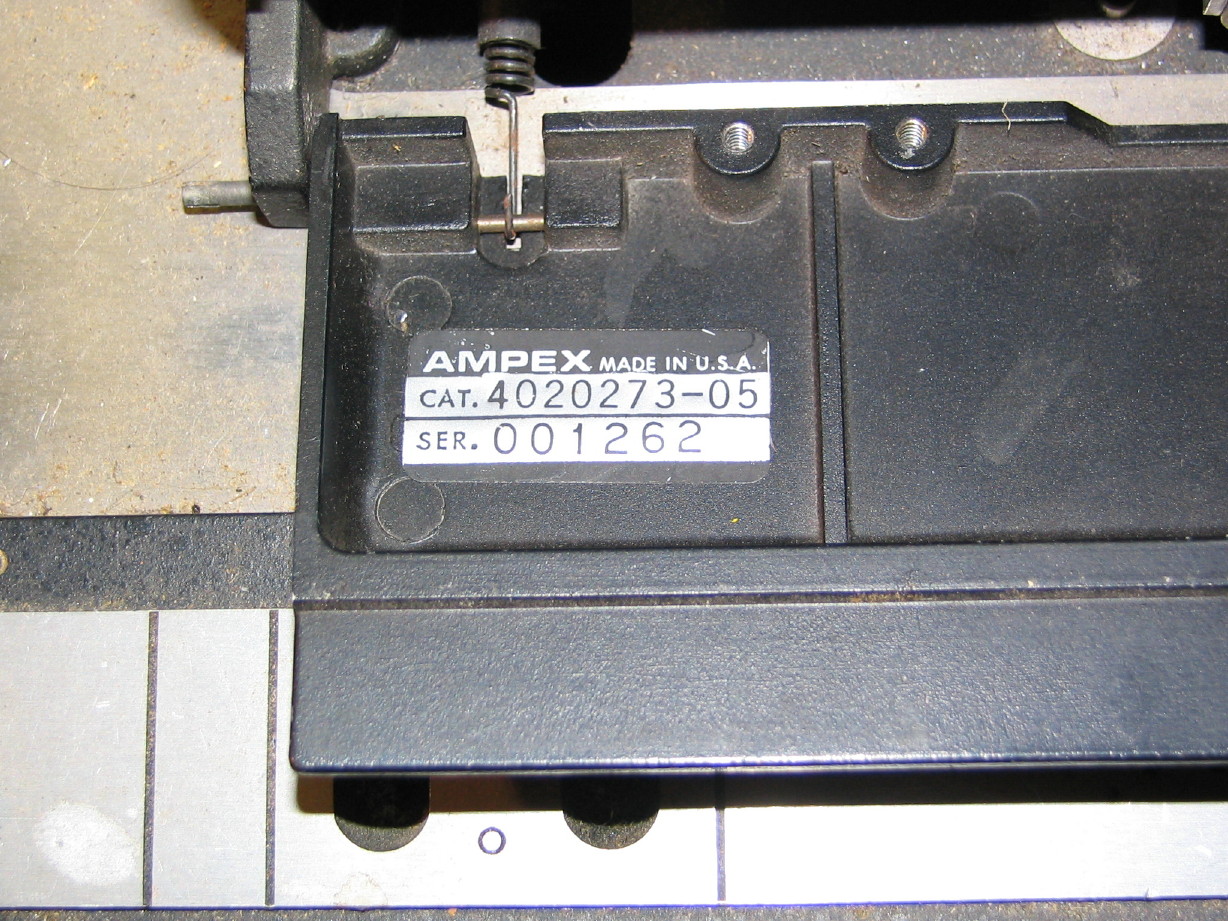 AMPEX MADE IN U.S.A.
CAT. 4020273-05
SER. 001262